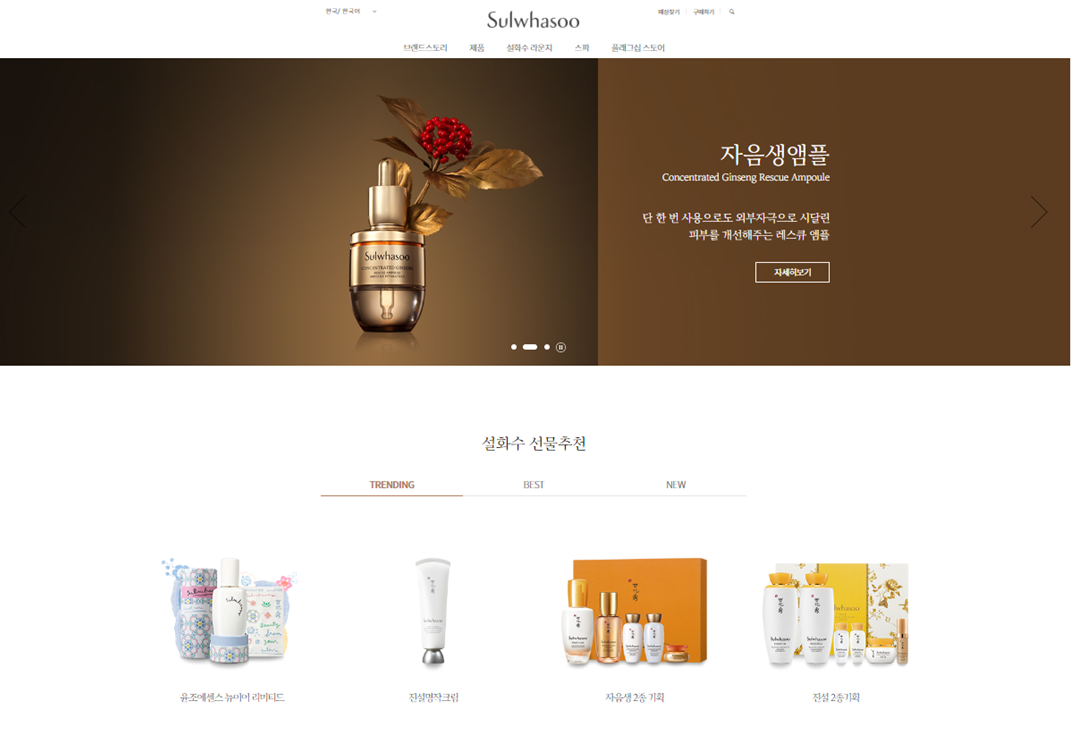 한국/ 한국어
Sulwhasoo
매장찾기
구매하기
브랜드스토리
제품
설화수 라운지
스파
플래그십 스토어
Sulwhasoo
CONCENTRATED GINSENG
자음생앰플
Concentrated Ginseng Rescue Ampoule
단 한 번 사용으로도 외부자극으로 시달린
피부를 개선해주는 레스큐 앰플
자세히보기
설화수 선물추천
TRENDING
BEST
NEW
beauty
from
your
Sulwhasoo
Sulwhasoo
윤조에센스 뉴이어 리미티드
진설명작크림
자음생 2종 기획
진설 2종기획